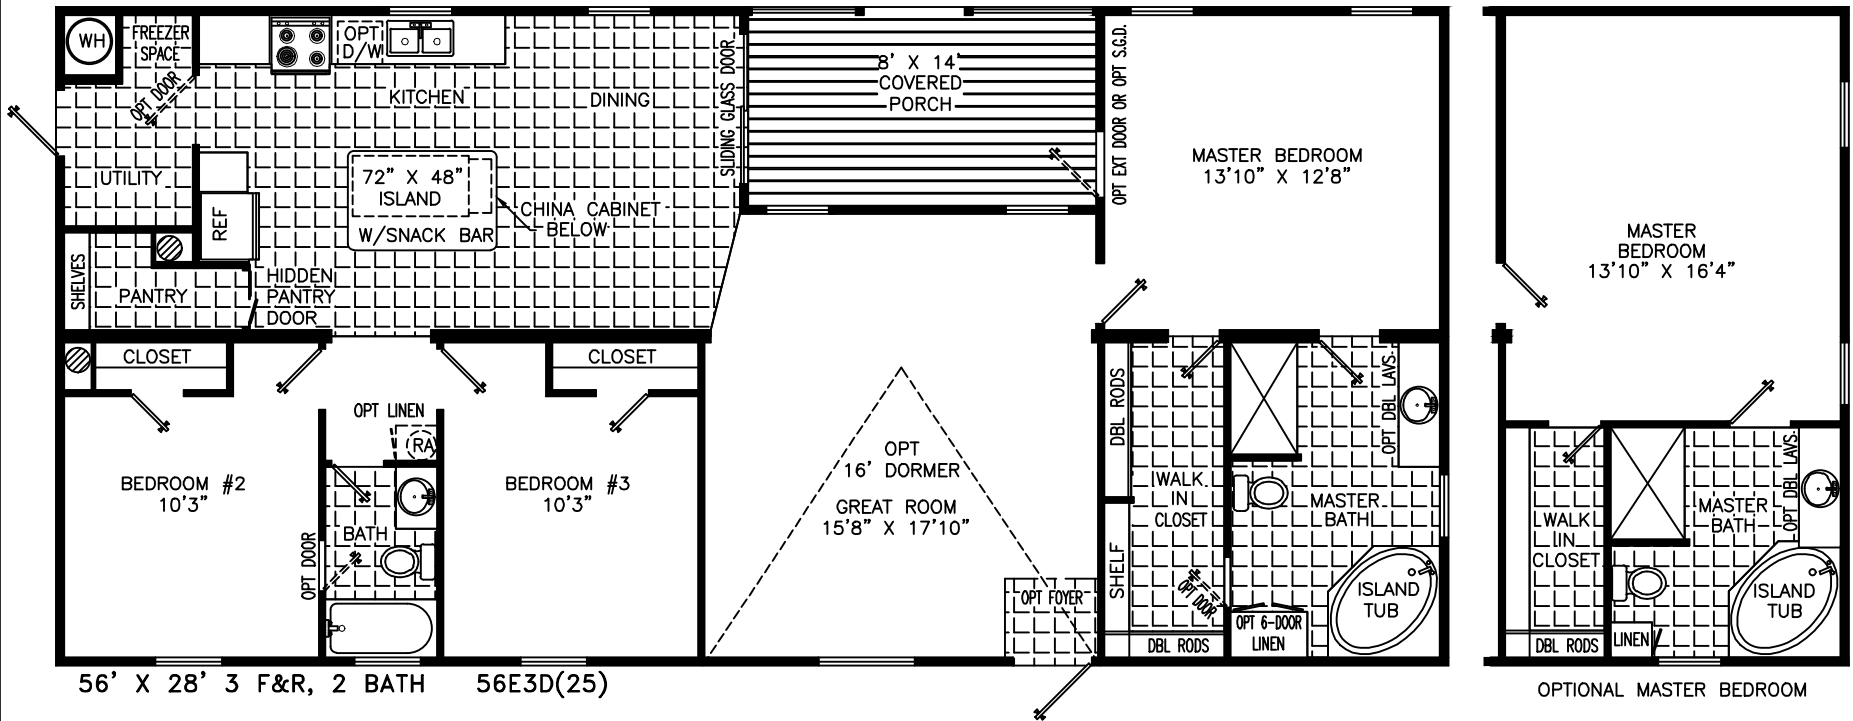 WH
FREEZER
SPACE
OPT DOOR
UTILITY
OPT
D/W
KITCHEN
DINING
SLIDING GLASS DOOR
72" X 48"
ISLAND
W/SNACK BAR
CHINA CABINET
BELOW
REF
SHELVES
PANTRY
HIDDEN
PANTRY
DOOR
8' X 14'
COVERED
PORCH
OPT EXT DOOR OR OPT S.G.D.
MASTER BEDROOM
13'10" X 12'8"
CLOSET
BEDROOM #2
10'3"
OPT LINEN
RA
BATH
OPT DOOR
CLOSET
BEDROOM #3
10'3"
OPT
16' DORMER
GREAT ROOM
15'8" X 17'10"
OPT FOYER
DBL RODS
SHELF
WALK
IN
CLOSET
OPT DOOR
DBL RODS
OPT DBL LAVS.
MASTER
BATH
ISLAND
TUB
OPT 6-DOOR
LINEN
56' X 28' 3 F&R, 2 BATH 56E3D(25)
MASTER
BEDROOM
13'10" X 16'4"
WALK
IIN
CLOSET
DBL RODS
OPT DBL LAVS.
MASTER
BATH
ISLAND
TUB
LINEN
OPTIONAL MASTER BEDROOM